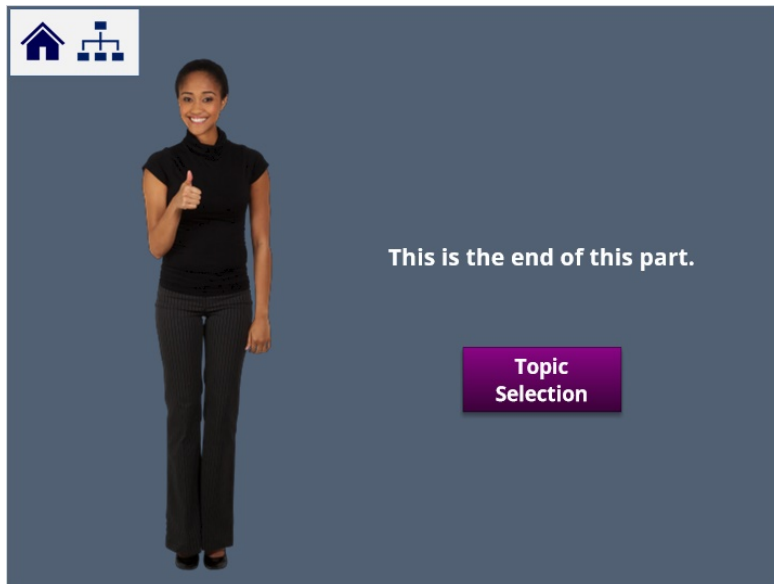 This is the end of this part.
Topic
Selection